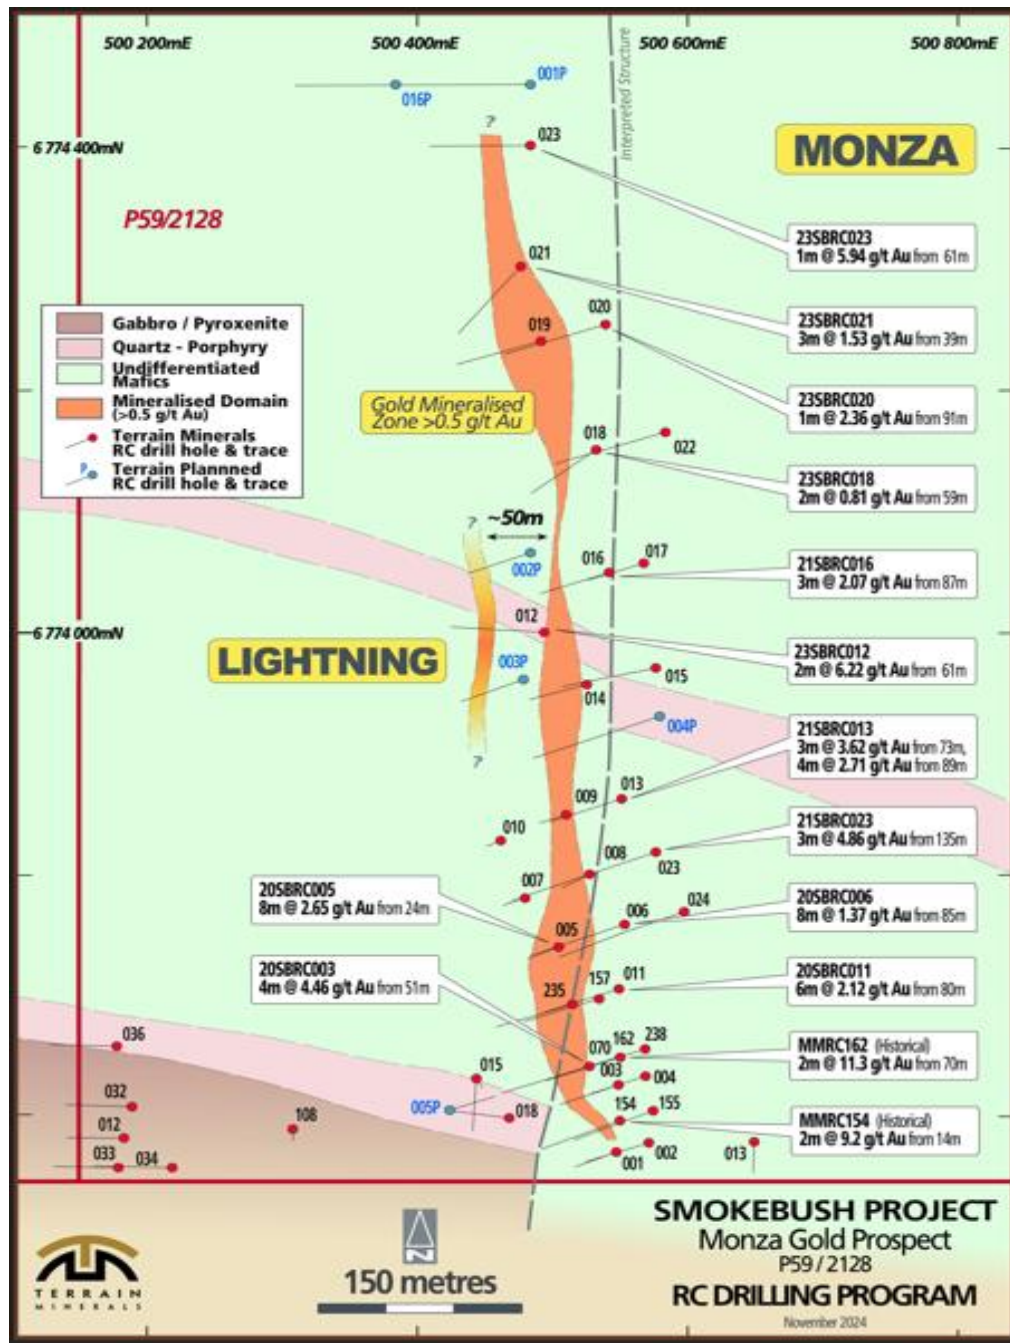 500 200mE
500 400mE
500 600mE
500 800mE
001P
016P
Interpreted Structure
?
023
6 774 400mN
MONZA
P59/2128
23SBRC023
1m @ 5.94 g/t Au from 61m
021
020
019
23SBRC021
3m @ 1.53 g/t Au from 39m
Gabbro / Pyroxenite
Quartz - Porphyry
Undifferentiated
Mafics
Mineralised Domain
(>0.5 g/t Au)
Terrain Minerals
RC drill hole & trace
P
Terrain Plannned
RC drill hole & trace
Gold Mineralised
Zone >0.5 g/t Au
23SBRC020
1m @ 2.36 g/t Au from 91m
018
022
23SBRC018
2m @ 0.81 g/t Au from 59m
?
~50m
002P
016
017
21SBRC016
3m @ 2.07 g/t Au from 87m
012
6 774 000mN
LIGHTNING
003P
23SBRC012
2m @ 6.22 g/t Au from 61m
015
014
004P
?
21SBRC013
3m @ 3.62 g/t Au from 73m,
4m @ 2.71 g/t Au from 89m
013
009
010
21SBRC023
3m @ 4.86 g/t Au from 135m
008
023
007
20SBRC005
8m @ 2.65 g/t Au from 24m
024
006
005
20SBRC006
8m @ 1.37 g/t Au from 85m
20SBRC003
4m @ 4.46 g/t Au from 51m
011
157
235
20SBRC011
6m @ 2.12 g/t Au from 80m
036
238
162
070
MMRC162 (Historical)
2m @ 11.3 g/t Au from 70m
015
003
004
032
005P
018
154
155
108
MMRC154 (Historical)
2m @ 9.2 g/t Au from 14m
012
033
034
001
002
013
TERRAIN
MINERALS
N
150 metres
SMOKEBUSH PROJECT
Monza Gold Prospect
P59 / 2128
RC DRILLING PROGRAM
November 2024